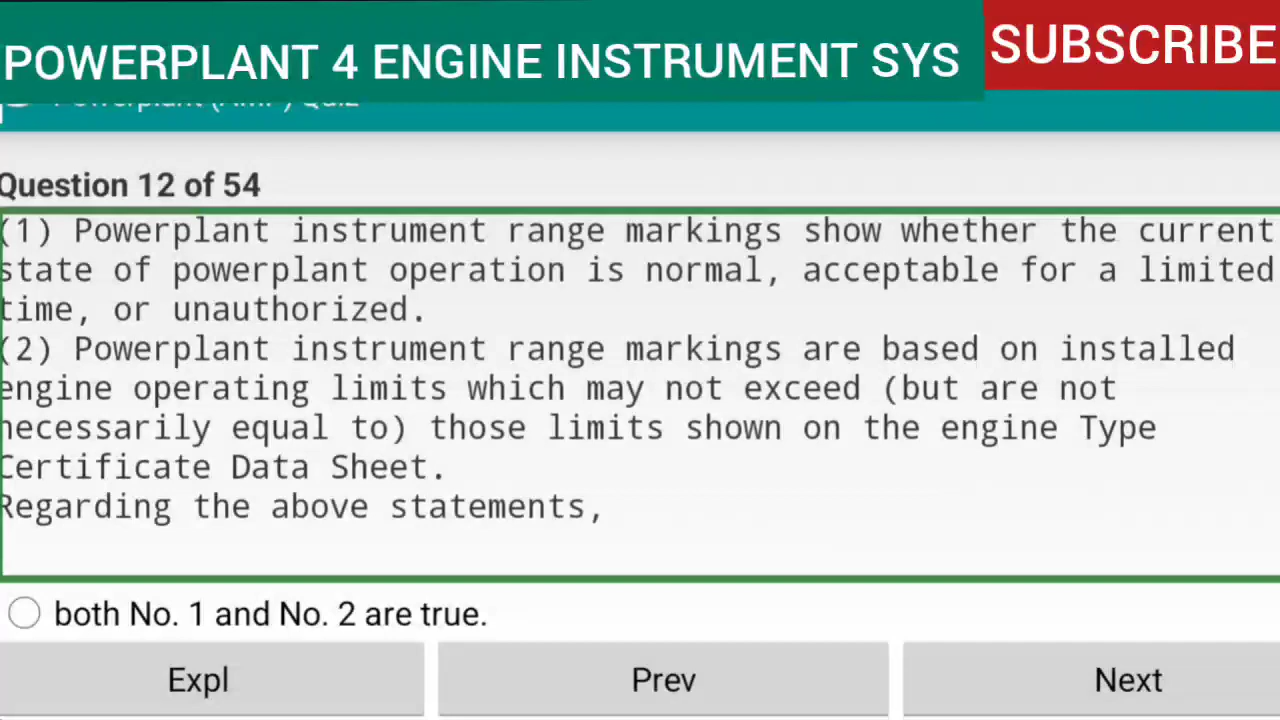 POWERPLANT 4 ENGINE INSTRUMENT SYS
SUBSCRIBE
Question 12 of 54
(1) Powerplant instrument range markings show whether the current
state of powerplant operation is normal, acceptable for a limited
time, or unauthorized.
(2) Powerplant instrument range markings are based on installed
engine operating limits which may not exceed (but are not
necessarily equal to) those limits shown on the engine Type
Certificate Data Sheet.
Regarding the above statements,
both No. 1 and No. 2 are true.
Expl
Prev
Next